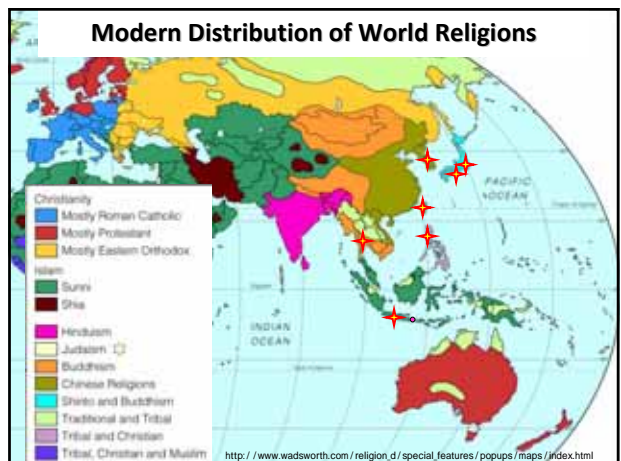 Modern Distribution of World Religions
PACIFIC
OCEAN
Christianity
Mostly Roman Catholic
Mostly Protestant
Mostly Eastern Orthodox
Islam
Sunni
Shia
INDIAN
OCEAN
Hinduism
Judaism
Buddhism
Chinese Religions
Shinto and Buddhism
Traditional and Tribal
Tribal and Christian
Tribal, Christian and Muslim
http://www.wadsworth.com/religion_d/special_features/popups/maps/index.html